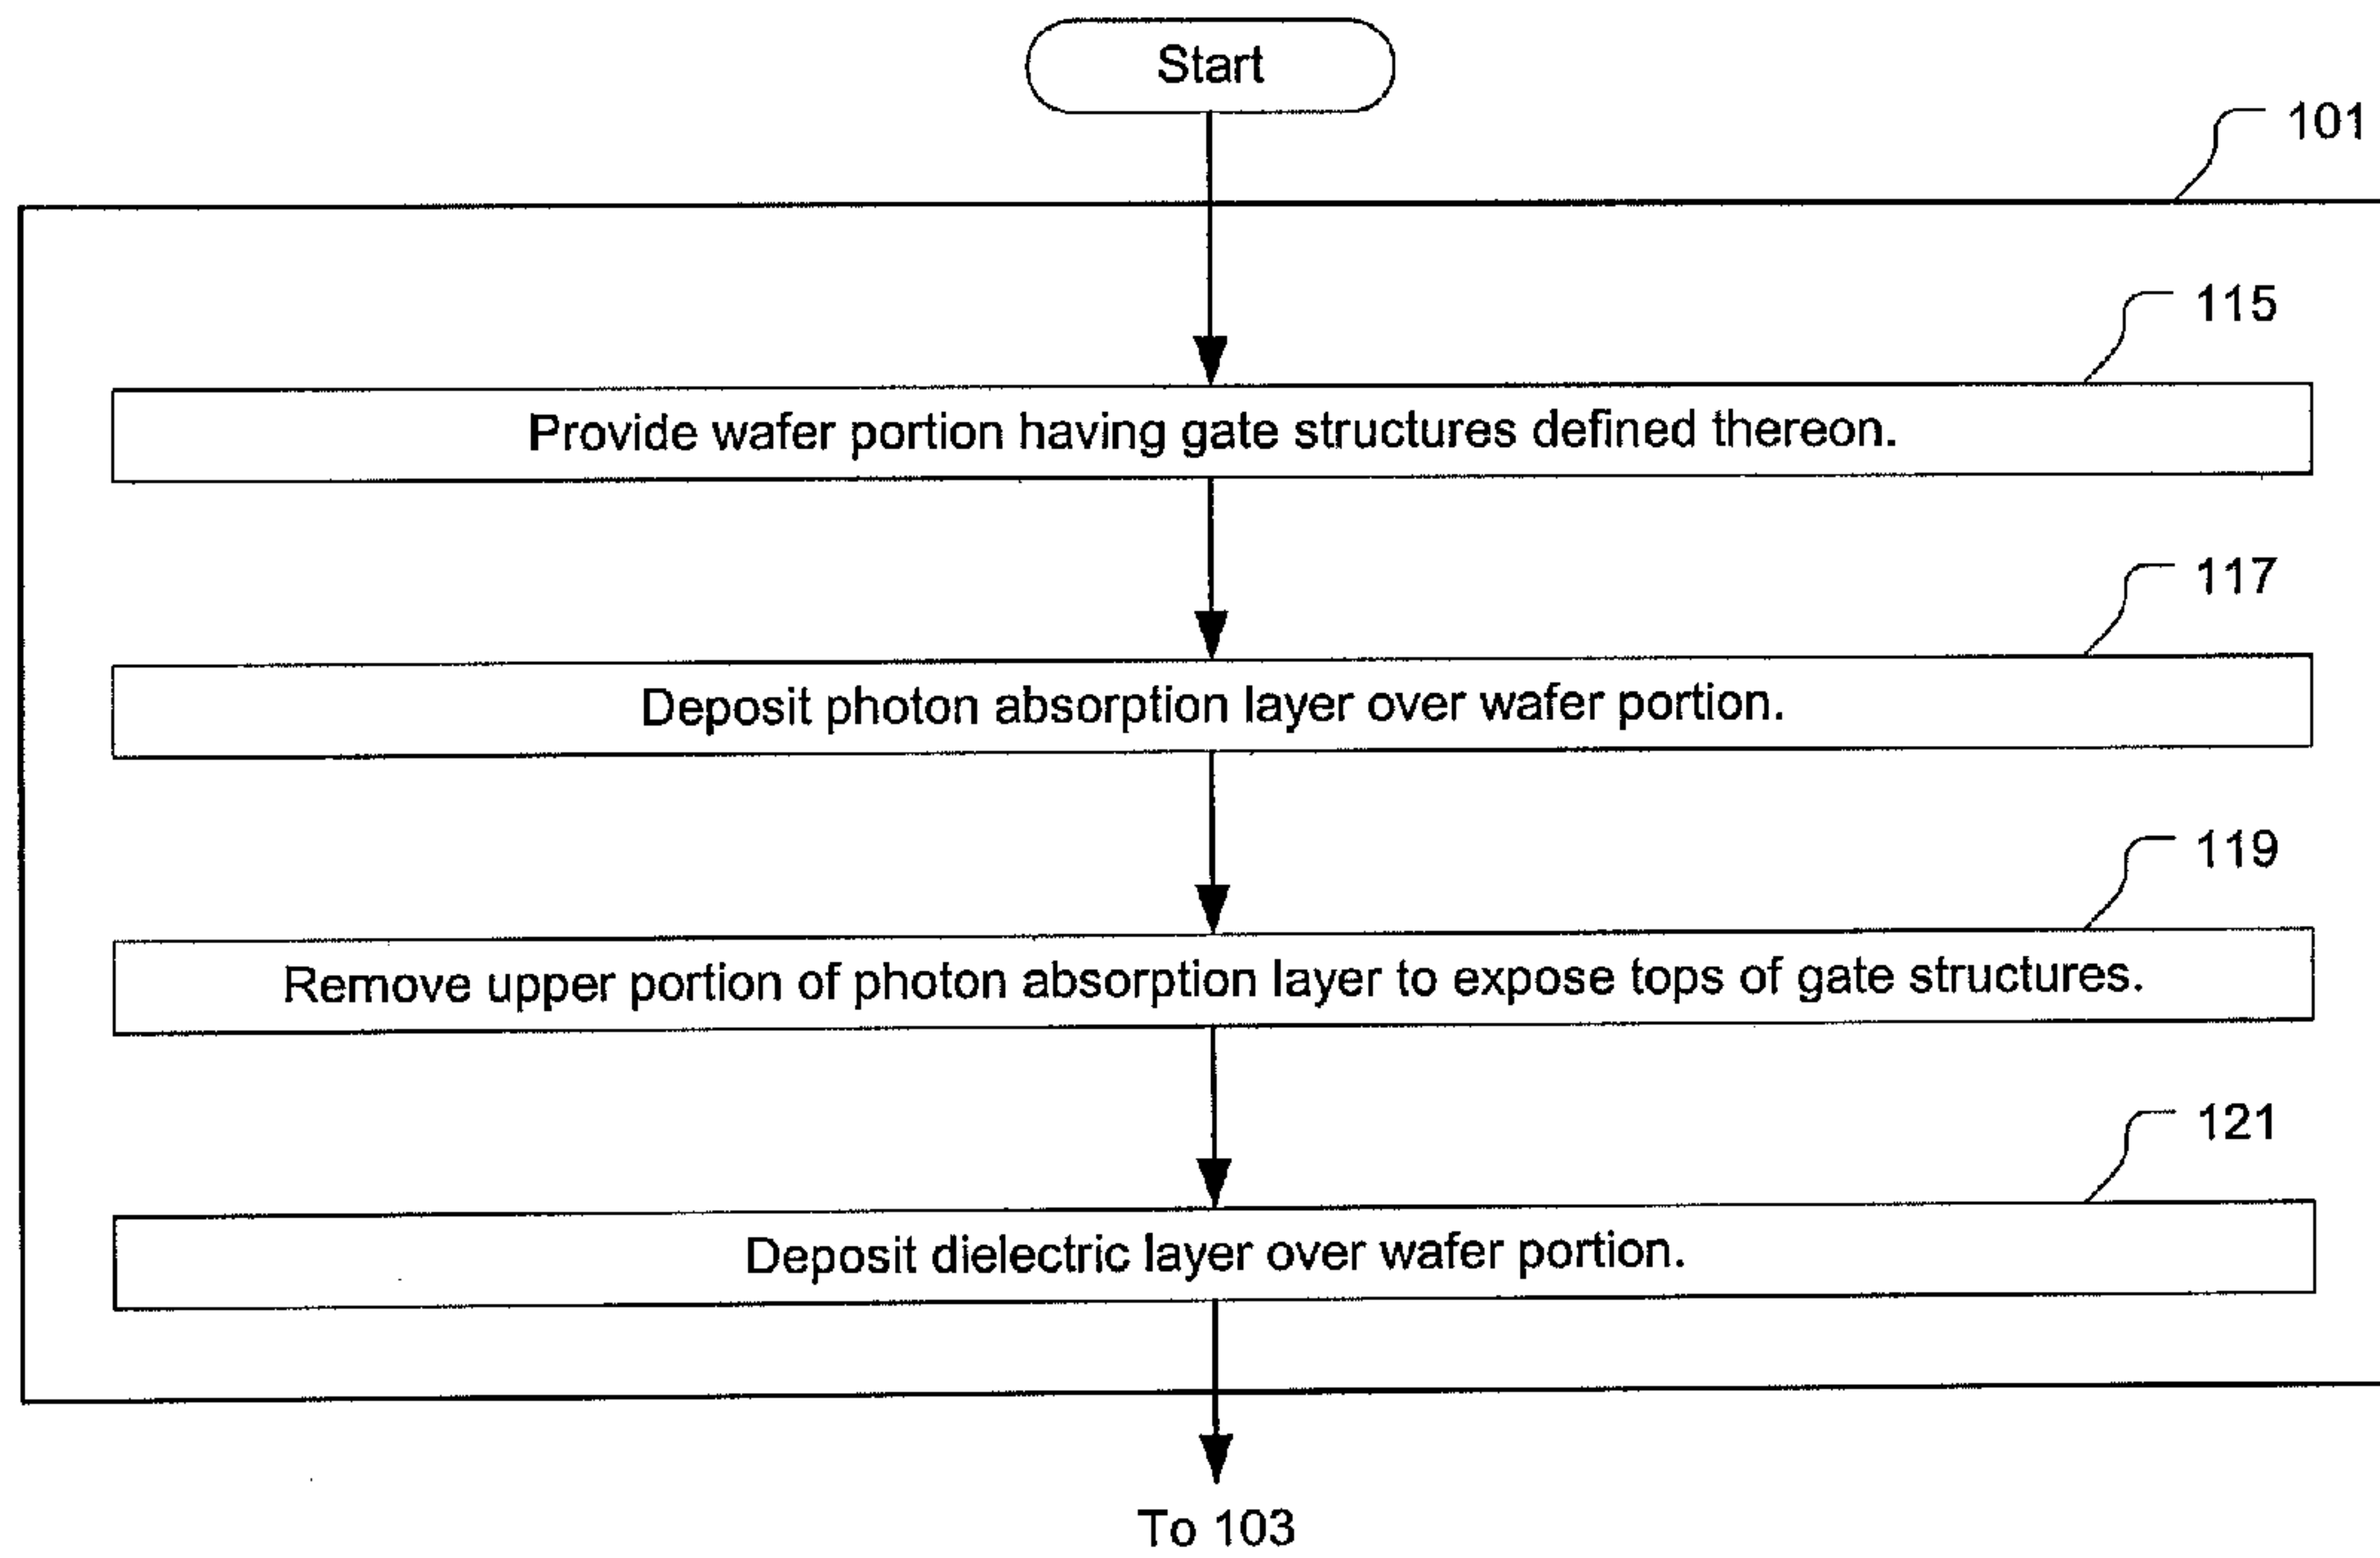 Start
101
115
Provide wafer portion having gate structures defined thereon.
117
Deposit photon absorption layer over wafer portion.
119
Remove upper portion of photon absorption layer to expose tops of gate structures.
121
Deposit dielectric layer over wafer portion.
To 103